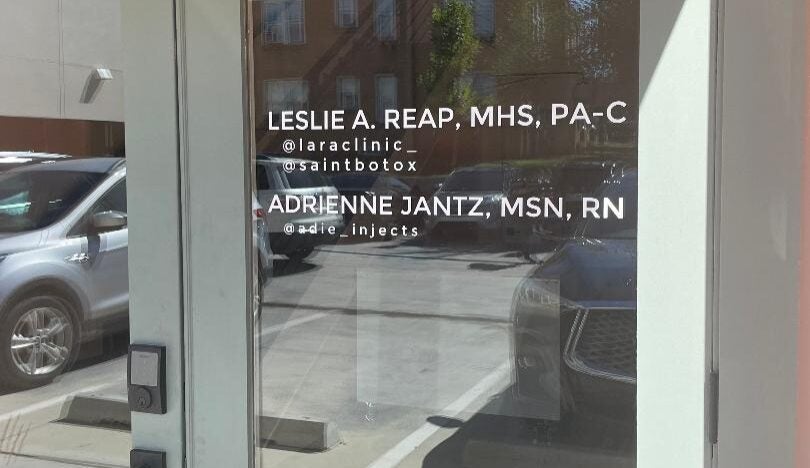 LESLIE A. REAP, MHS, PA-C
@laraclinic_
@saintbotox
ADRIENNE JANTZ, MSN, RN
@adie_injects